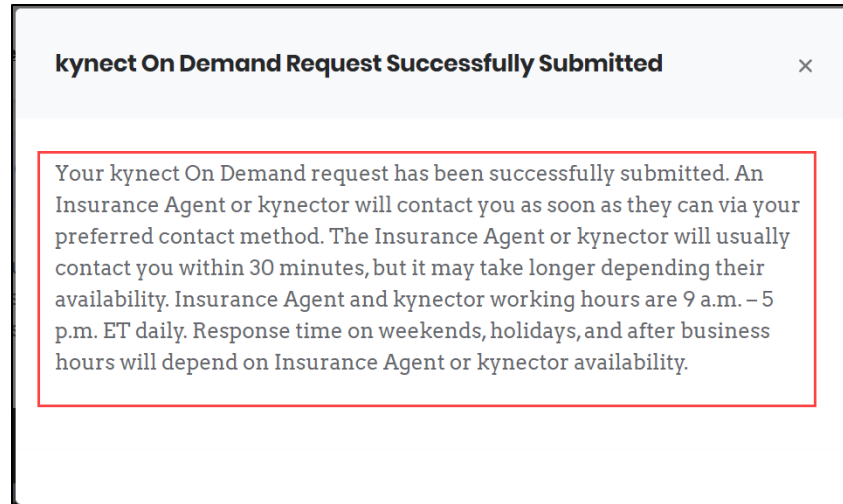 kynect On Demand Request Successfully Submitted ×
Your kynect On Demand request has been successfully submitted. An
Insurance Agent or kynector will contact you as soon as they can via your
preferred contact method. The Insurance Agent or kynector will usually
contact you within 30 minutes, but it may take longer depending their
availability. Insurance Agent and kynector working hours are 9 a.m. – 5
p.m. ET daily. Response time on weekends, holidays, and after business
hours will depend on Insurance Agent or kynector availability.